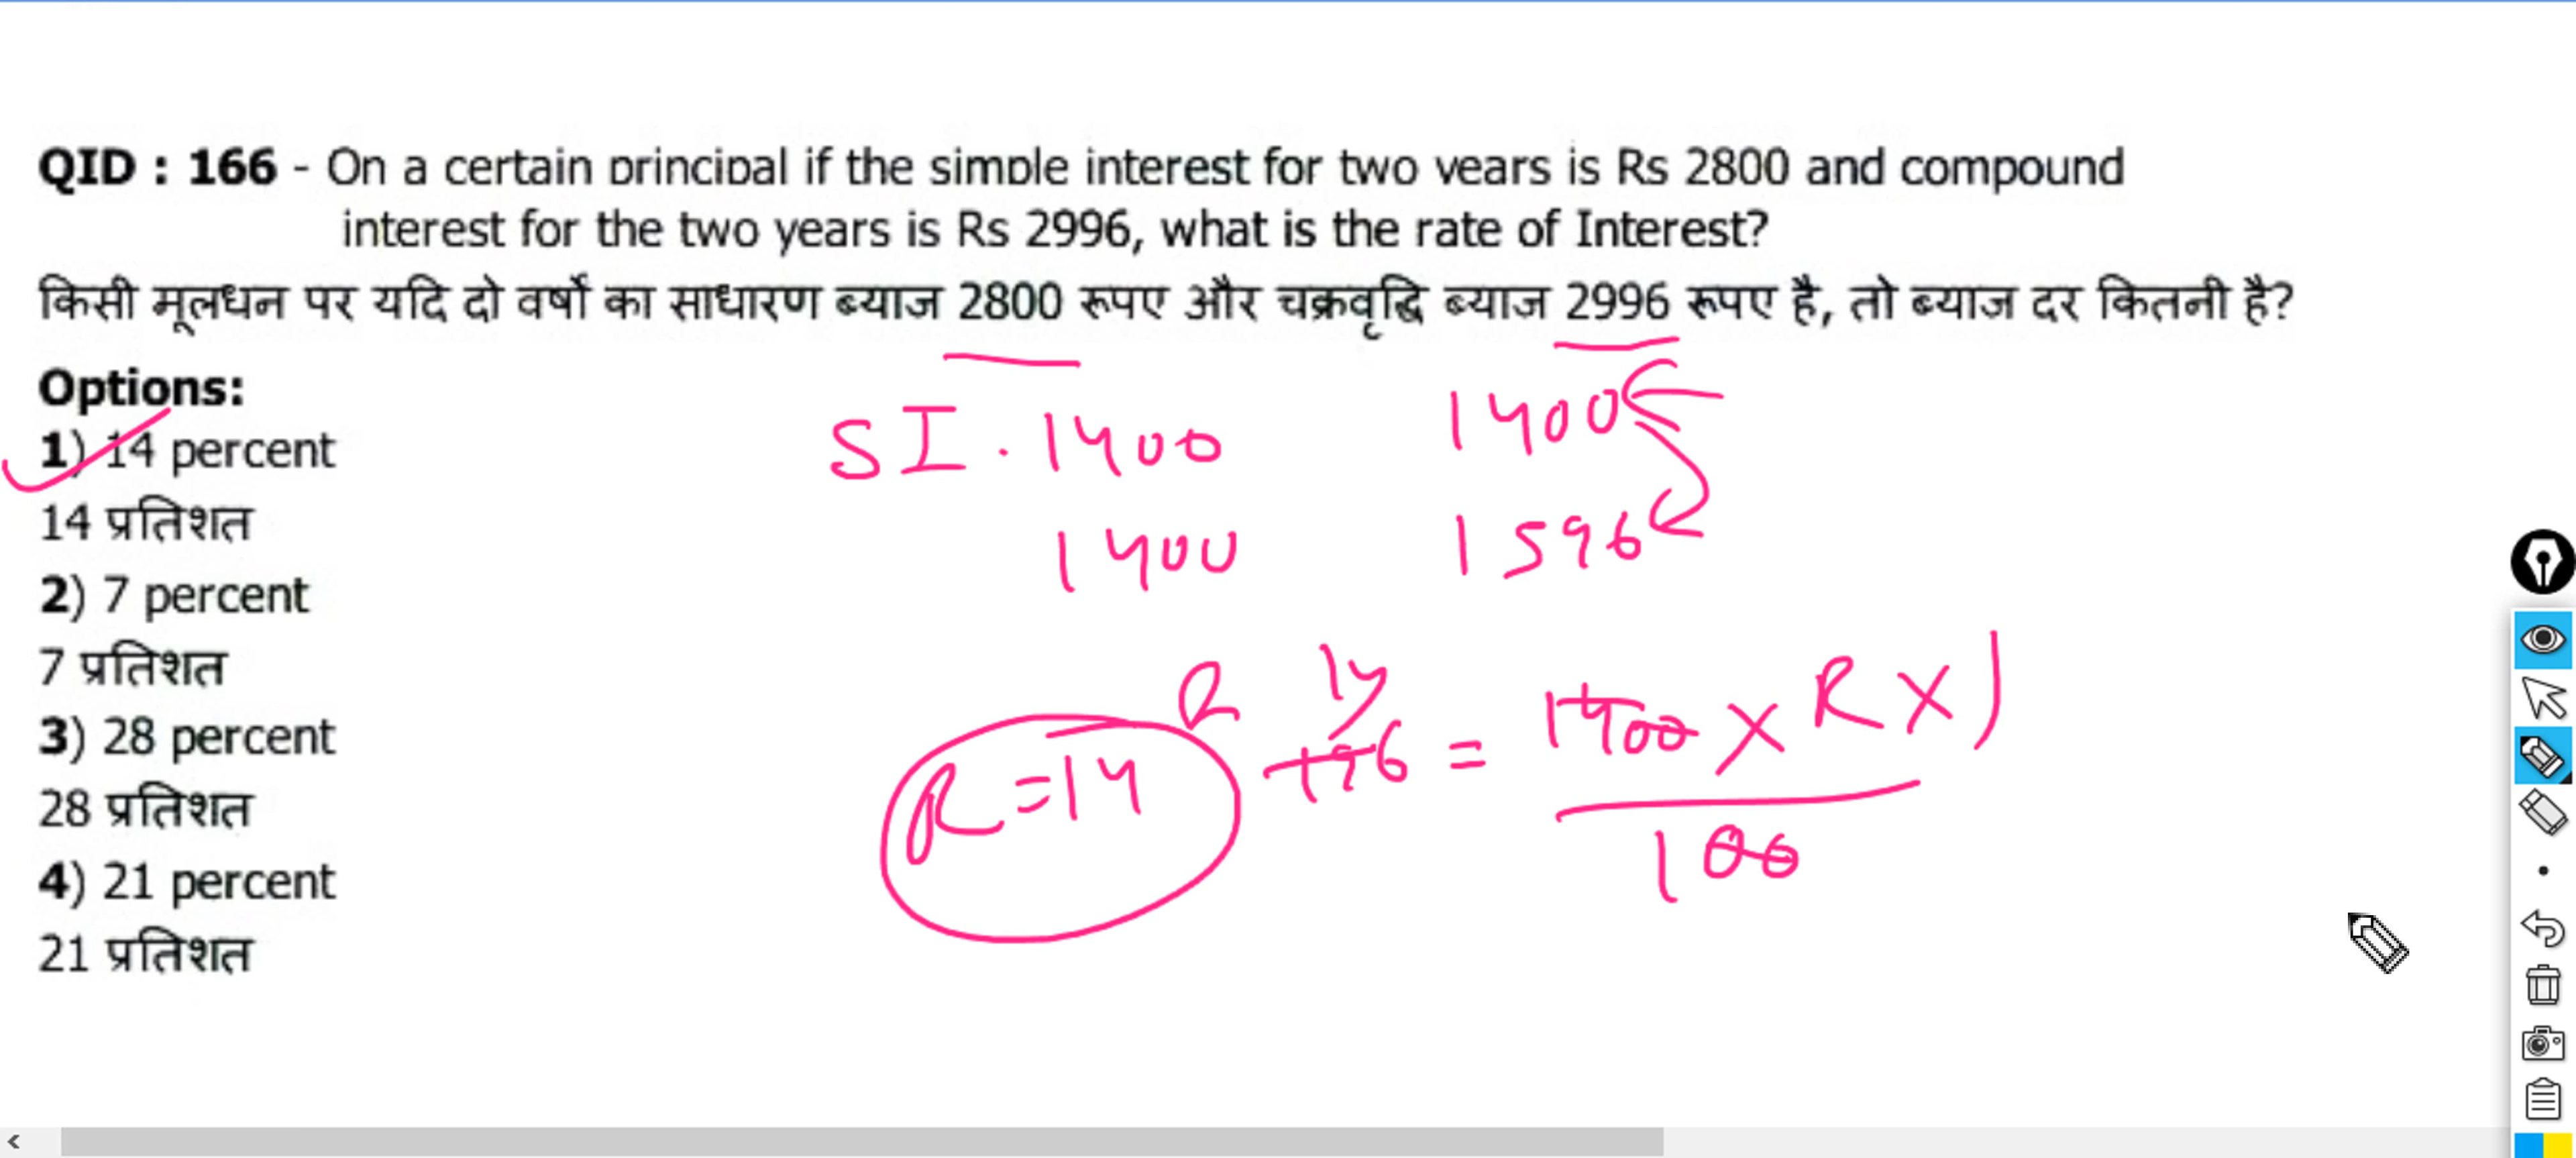 QID : 166 - On a certain principal if the simple interest for two years is Rs 2800 and compound
interest for the two years is Rs 2996, what is the rate of Interest?
किसी मूलधन पर यदि दो वर्षों का साधारण ब्याज 2800 रूपए और चक्रवृद्धि ब्याज 2996 रूपए है, तो ब्याज दर कितनी है?
Options:
1) 14 percent
14 प्रतिशत
2) 7 percent
7 प्रतिशत
3) 28 percent
28 प्रतिशत
4) 21 percent
21 प्रतिशत
SI. 1400
1400
1400
1596
R 14
196 = 1400 X R X 1
100
R = 14